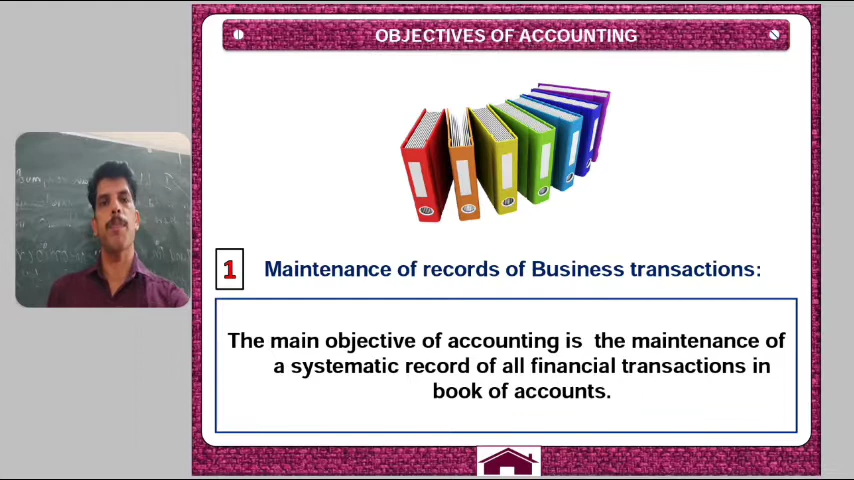 OBJECTIVES OF ACCOUNTING
1
Maintenance of records of Business transactions:
The main objective of accounting is the maintenance of
a systematic record of all financial transactions in
book of accounts.